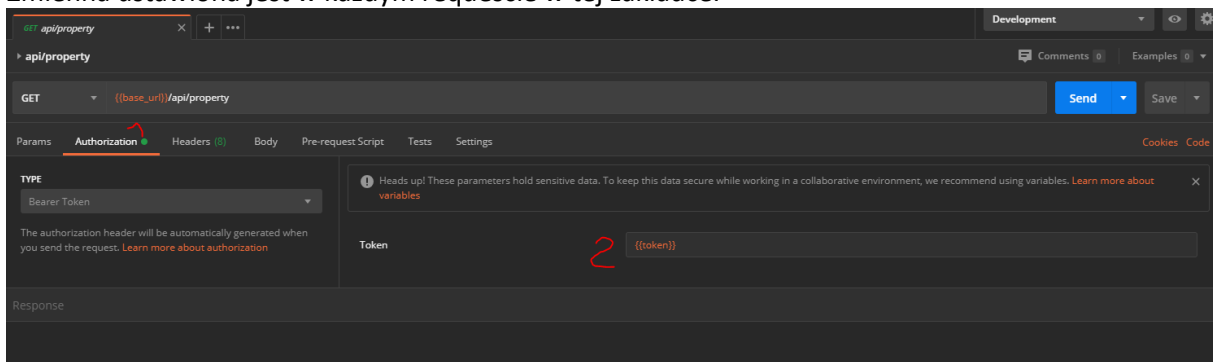 Zmienna ustawiona jest w każdym requeście w tej zakładce.
GET api/property
Development
api/property
Comments 0
Examples 0
GET
{{base_url}}/api/property
Send
Save
Params
Authorization
Headers (8)
Body
Pre-request Script
Tests
Settings
Cookies
Code
TYPE
Bearer Token
The authorization header will be automatically generated when
you send the request. Learn more about authorization
Heads up! These parameters hold sensitive data. To keep this data secure while working in a collaborative environment, we recommend using variables. Learn more about
variables
Token
2
{{token}}
Response